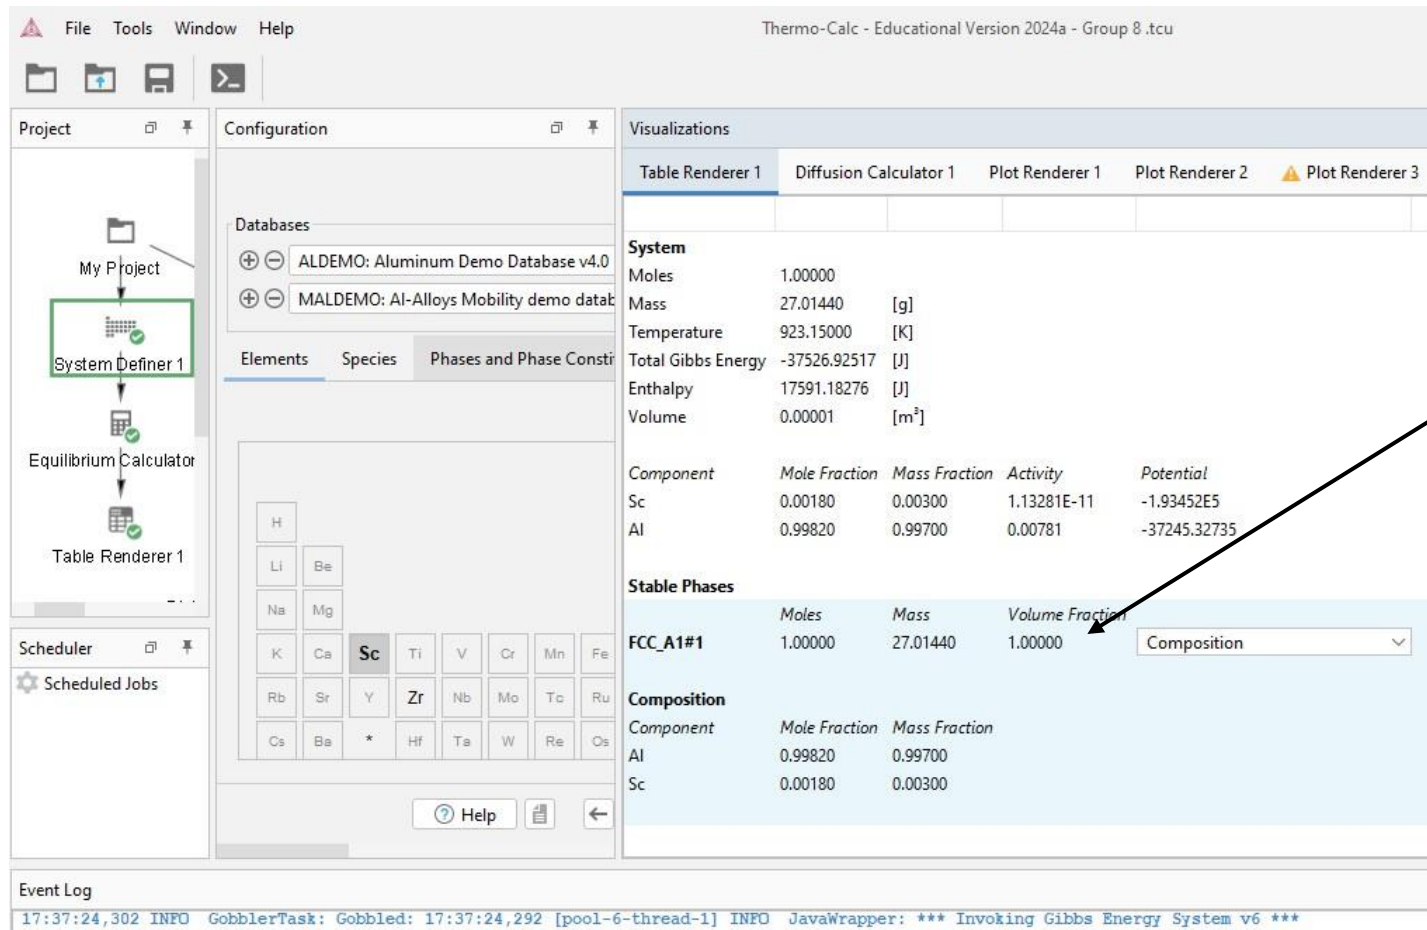 File Tools Window Help
Thermo-Calc - Educational Version 2024a - Group 8 .tcu
Project
Configuration
Visualizations
Table Renderer 1 Diffusion Calculator 1 Plot Renderer 1 Plot Renderer 2 Plot Renderer 3
My Project
System Definer 1
Equilibrium Calculator
Table Renderer 1
Scheduler
Scheduled Jobs
Databases
ALDEMO: Aluminum Demo Database v4.0
MALDEMO: Al-Alloys Mobility demo datab
Elements Species Phases and Phase Consti
H
Li Be
Na Mg
K Ca Sc Ti V Cr Mn Fe
Rb Sr Y Zr Nb Mo Tc Ru
Cs Ba * Hf Ta W Re Os
Help
System
Moles 1.00000
Mass 27.01440 [g]
Temperature 923.15000 [K]
Total Gibbs Energy -37526.92517 [J]
Enthalpy 17591.18276 [J]
Volume 0.00001 [m³]
Component Mole Fraction Mass Fraction Activity Potential
Sc 0.00180 0.00300 1.13281E-11 -1.93452E5
Al 0.99820 0.99700 0.00781 -37245.32735
Stable Phases
Moles Mass Volume Fraction
FCC_A1#1 1.00000 27.01440 1.00000 Composition
Composition
Component Mole Fraction Mass Fraction
Al 0.99820 0.99700
Sc 0.00180 0.00300
Event Log
17:37:24,302 INFO GobblerTask: Gobbled: 17:37:24,292 [pool-6-thread-1] INFO JavaWrapper: *** Invoking Gibbs Energy System v6 ***